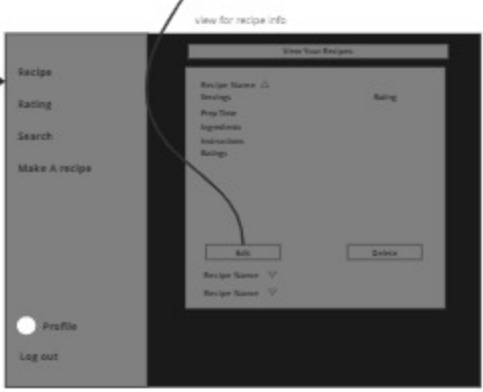 view for recipe info
Recipe
Rating
Search
Make A recipe
Profile
Log out
View Your Recipes
Recipe Name
Servings
Rating
Prep Time
Ingredients
Instructions
Ratings
Edit
Delete
Recipe Name
Recipe Name